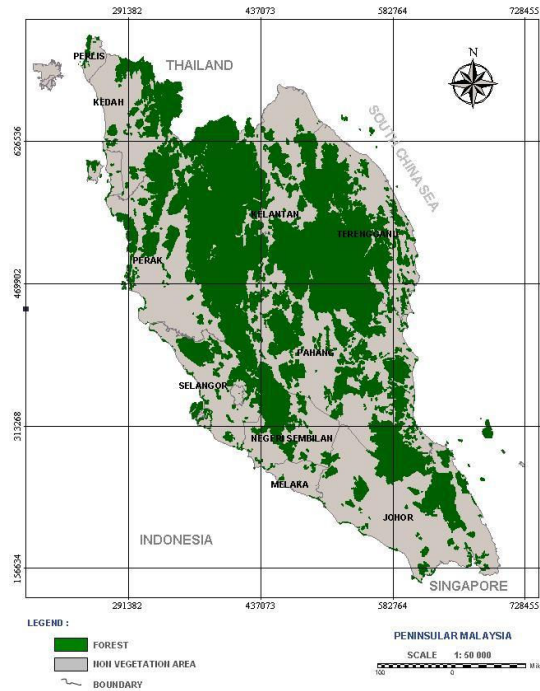 291382 437073 582764 728455
N
THAILAND
PERLIS
KEDAH
SOUTH CHINA SEA
626536
KELANTAN
TERENGGANU
PERAK
469902
PAHANG
SELANGOR
313268
NEGERI SEMBILAN
MELAKA
JOHOR
INDONESIA
156634
SINGAPORE
291382 437073 582764 728455
LEGEND :
FOREST
NON VEGETATION AREA
BOUNDARY
PENINSULAR MALAYSIA
SCALE 1: 50 000
100 0